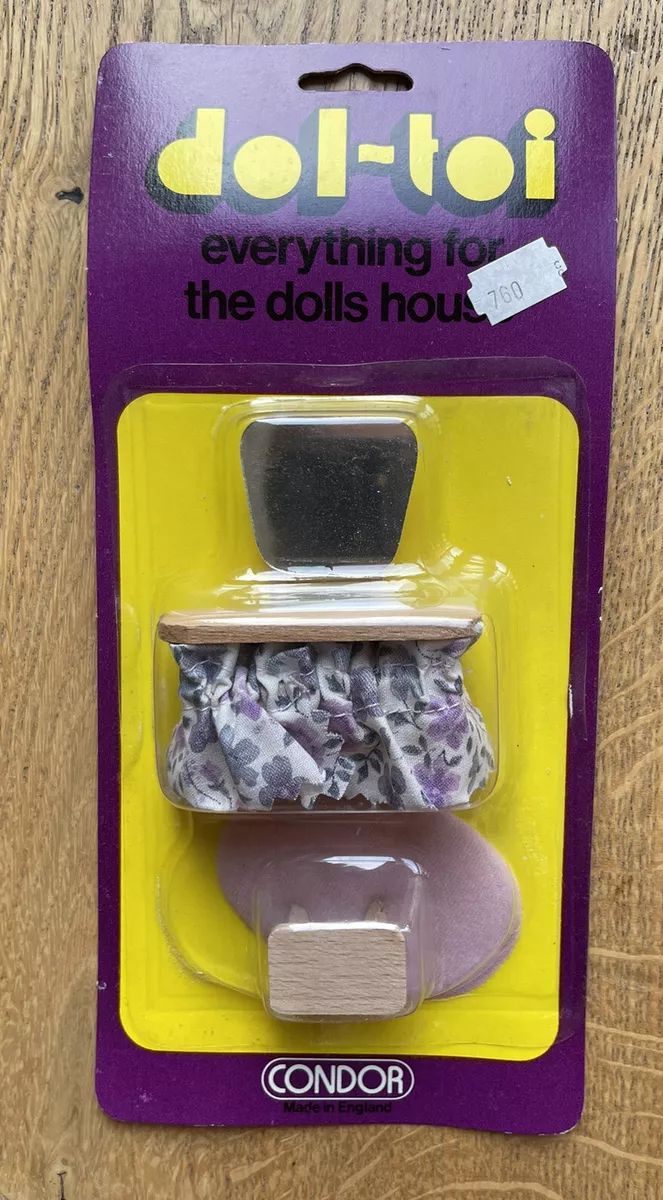 dol-toi
everything for
the dolls hous
760
CONDOR
Made in England